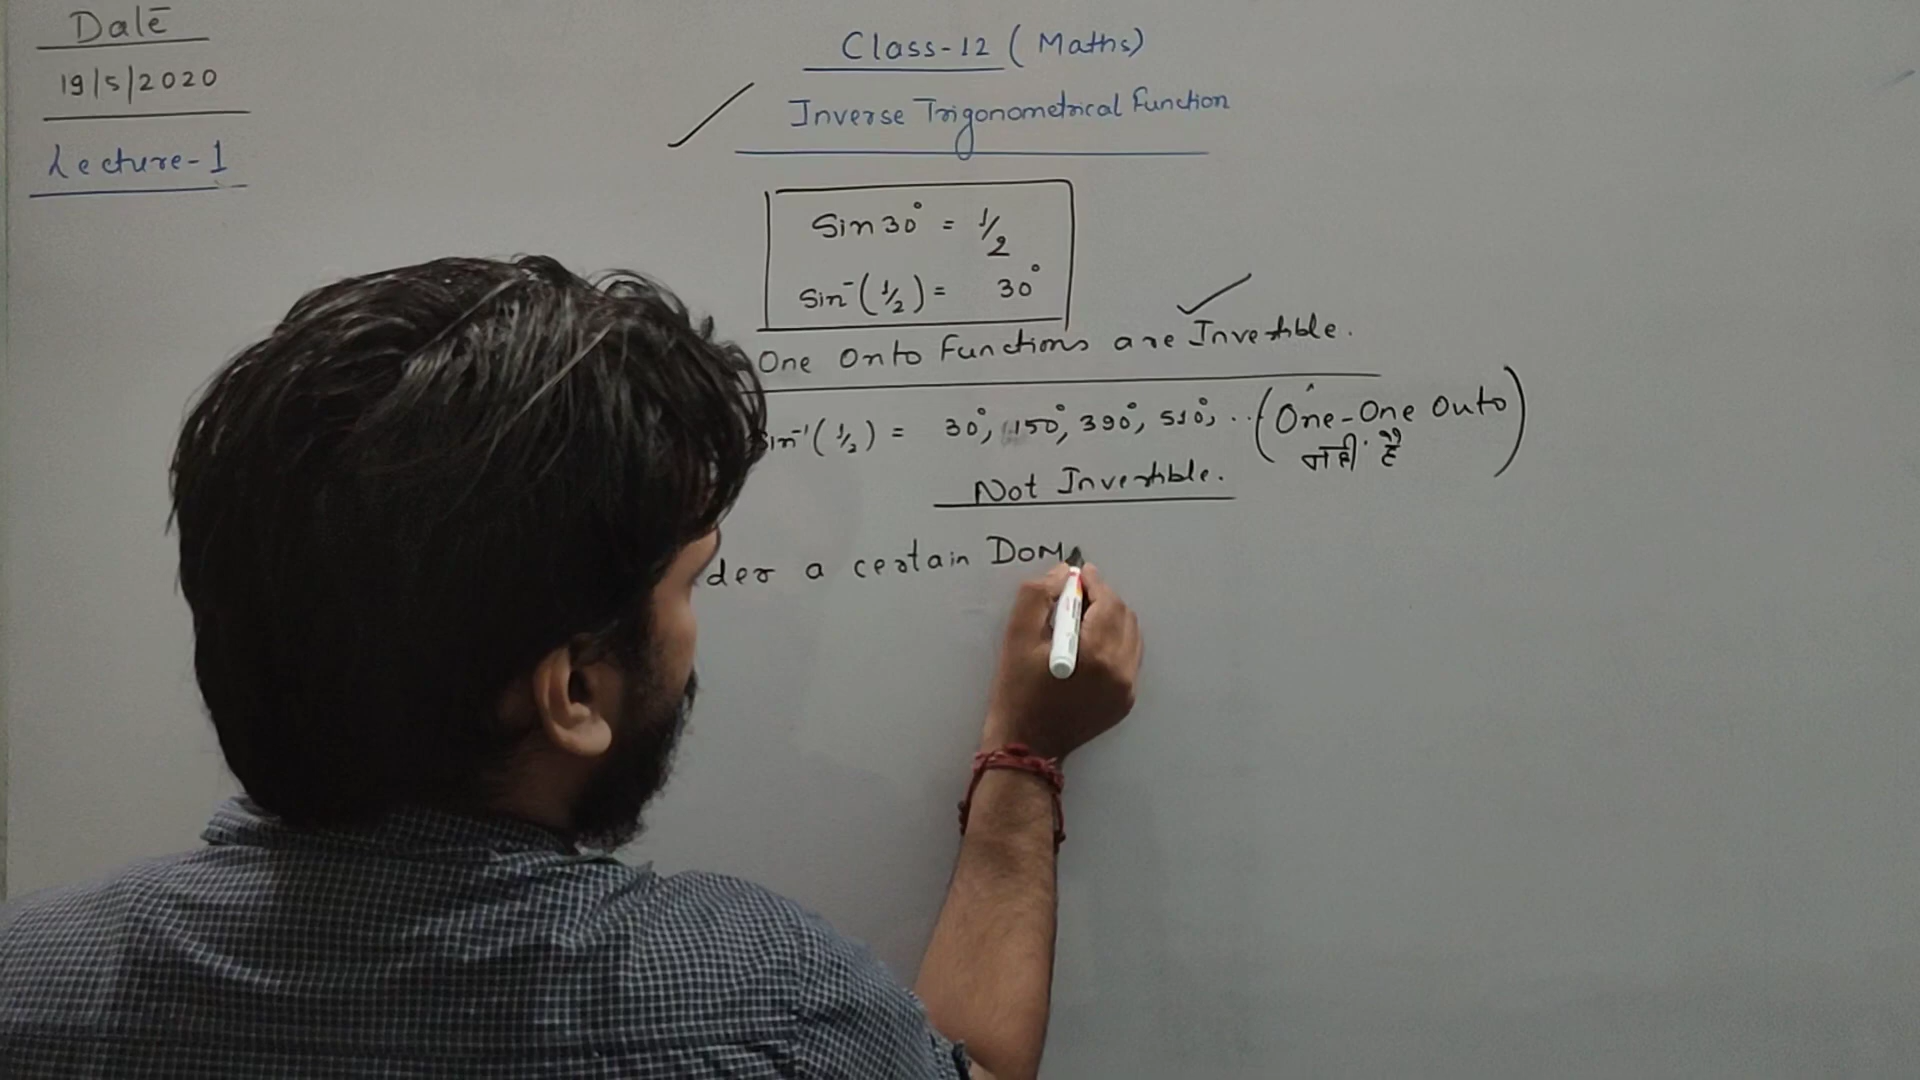 Date
19/5/2020
Lecture-1
Class-12 (Maths)
Inverse Trigonometrical Function
Sin 30° = 1/2
Sin⁻(1/2) = 30°
One Onto Functions are Invertible.
Sin⁻¹(1/2) = 30°, 150°, 390°, 510°, .. (One-One Onto
नही है)
Not Invertible.
der a certain Dom